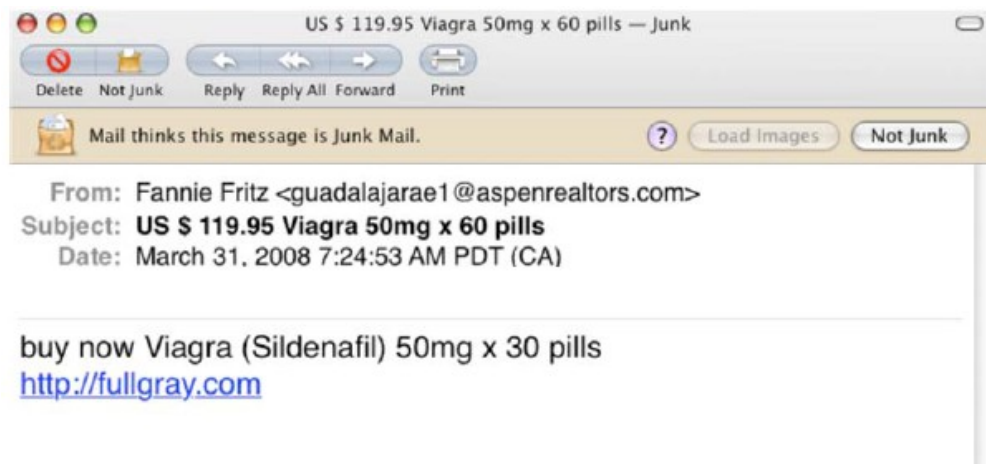 US $ 119.95 Viagra 50mg x 60 pills — Junk
Delete Not Junk Reply Reply All Forward Print
Mail thinks this message is Junk Mail. ? Load Images Not Junk
From: Fannie Fritz <guadalajarae1@aspenrealtors.com>
Subject: US $ 119.95 Viagra 50mg x 60 pills
Date: March 31, 2008 7:24:53 AM PDT (CA)
buy now Viagra (Sildenafil) 50mg x 30 pills
http://fullgray.com